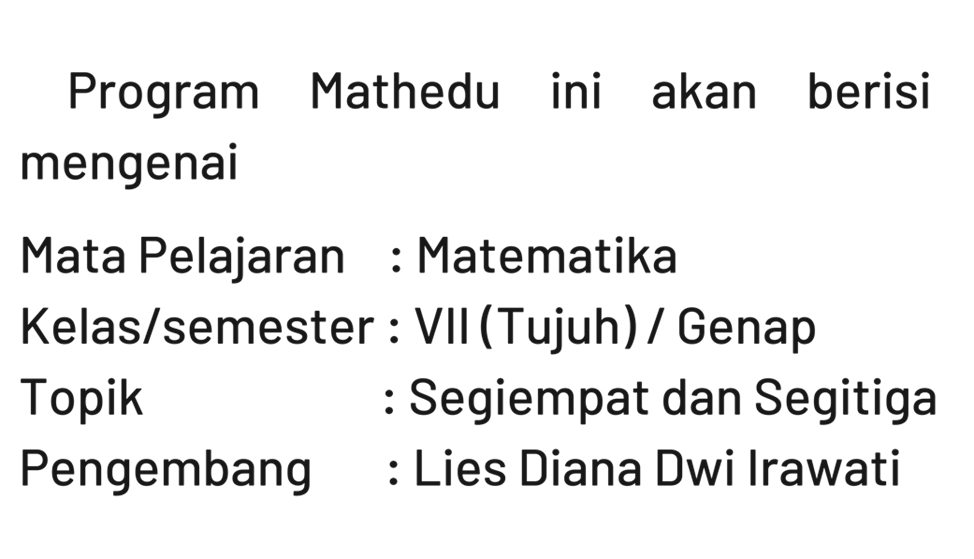 Program Mathedu ini akan berisi
mengenai
Mata Pelajaran : Matematika
Kelas/semester : VII (Tujuh) / Genap
Topik : Segiempat dan Segitiga
Pengembang : Lies Diana Dwi Irawati